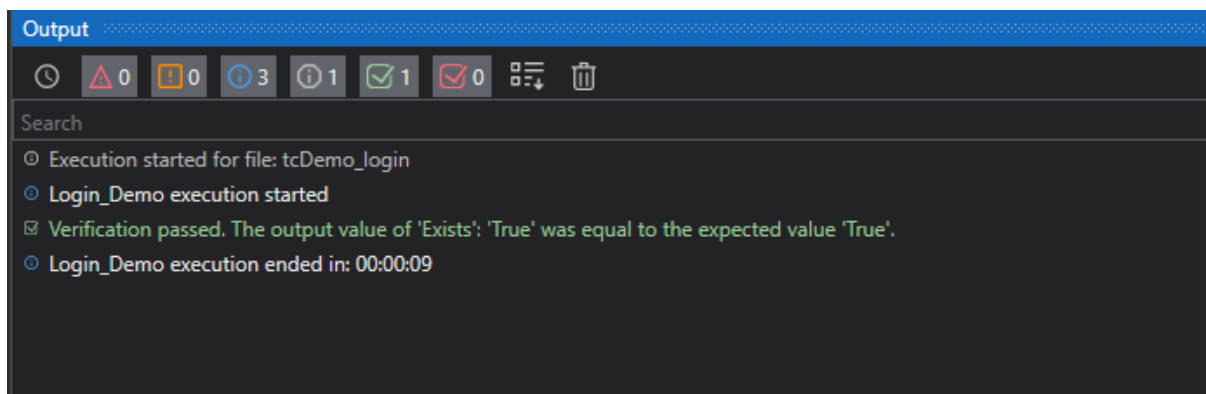 Output
0 0 3 1 1 0
Search
Execution started for file: tcDemo_login
Login_Demo execution started
Verification passed. The output value of 'Exists': 'True' was equal to the expected value 'True'.
Login_Demo execution ended in: 00:00:09